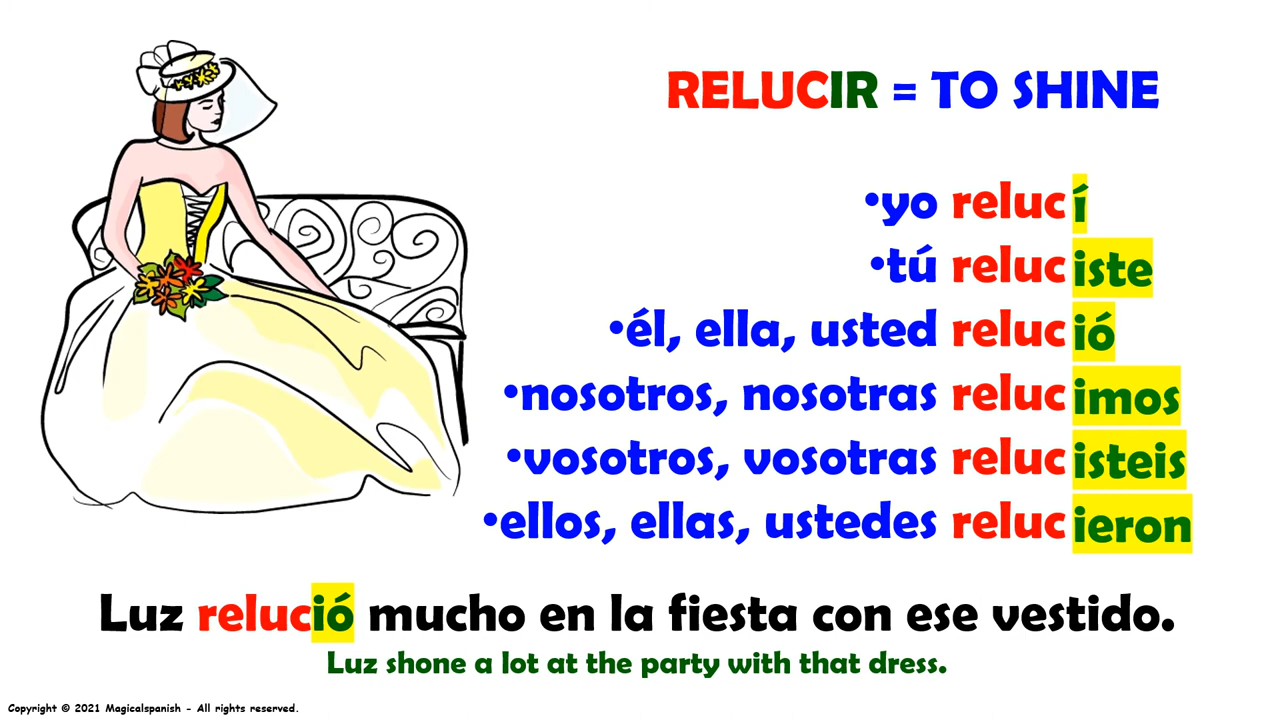 RELUCIR = TO SHINE
•yo relucí
•tú reluciste
•él, ella, usted relució
•nosotros, nosotras relucimos
•vosotros, vosotras relucisteis
•ellos, ellas, ustedes relucieron
Luz relució mucho en la fiesta con ese vestido.
Luz shone a lot at the party with that dress.
Copyright © 2021 Magicalspanish - All rights reserved.